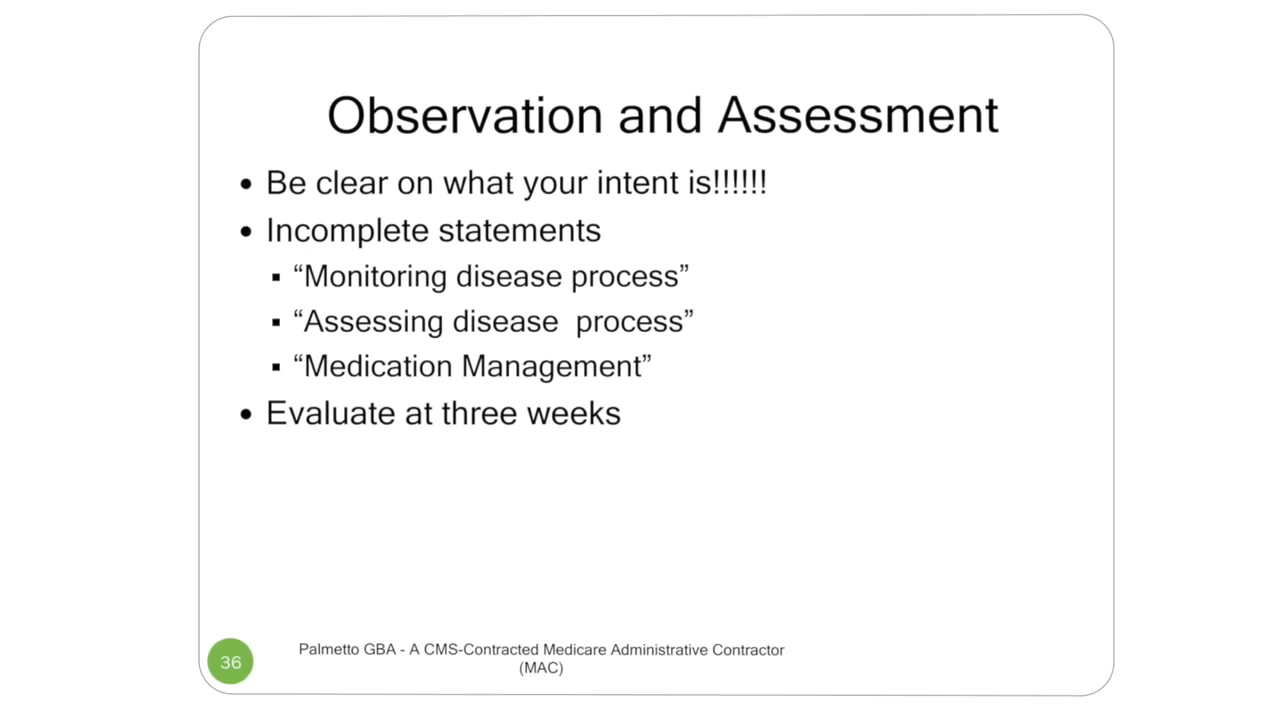 Observation and Assessment
• Be clear on what your intent is!!!!!!
• Incomplete statements
▪ “Monitoring disease process”
▪ “Assessing disease  process”
▪ “Medication Management”
• Evaluate at three weeks
36
Palmetto GBA - A CMS-Contracted Medicare Administrative Contractor
(MAC)